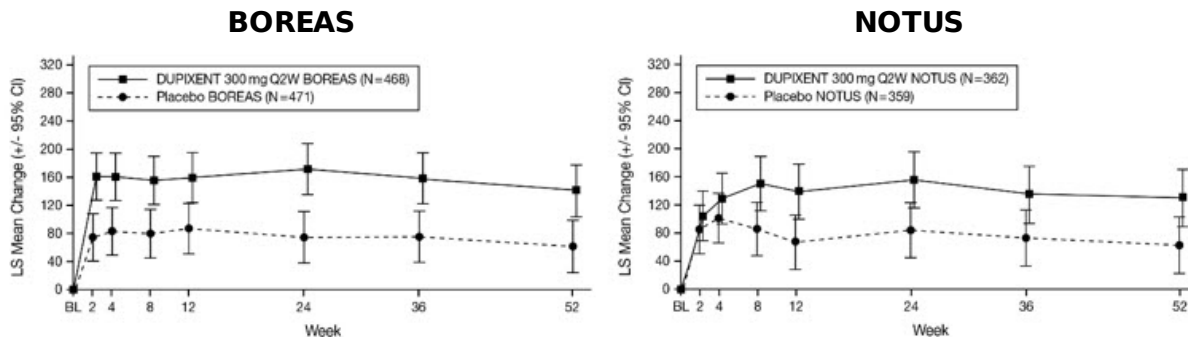 BOREAS
LS Mean Change (+/- 95% CI)
320
280
240
200
160
120
80
40
0
DUPIXENT 300 mg Q2W BOREAS (N=468)
Placebo BOREAS (N=471)
BL 2 4 8 12 24 36 52
Week
NOTUS
LS Mean Change (+/- 95% CI)
320
280
240
200
160
120
80
40
0
DUPIXENT 300 mg Q2W NOTUS (N=362)
Placebo NOTUS (N=359)
BL 2 4 8 12 24 36 52
Week